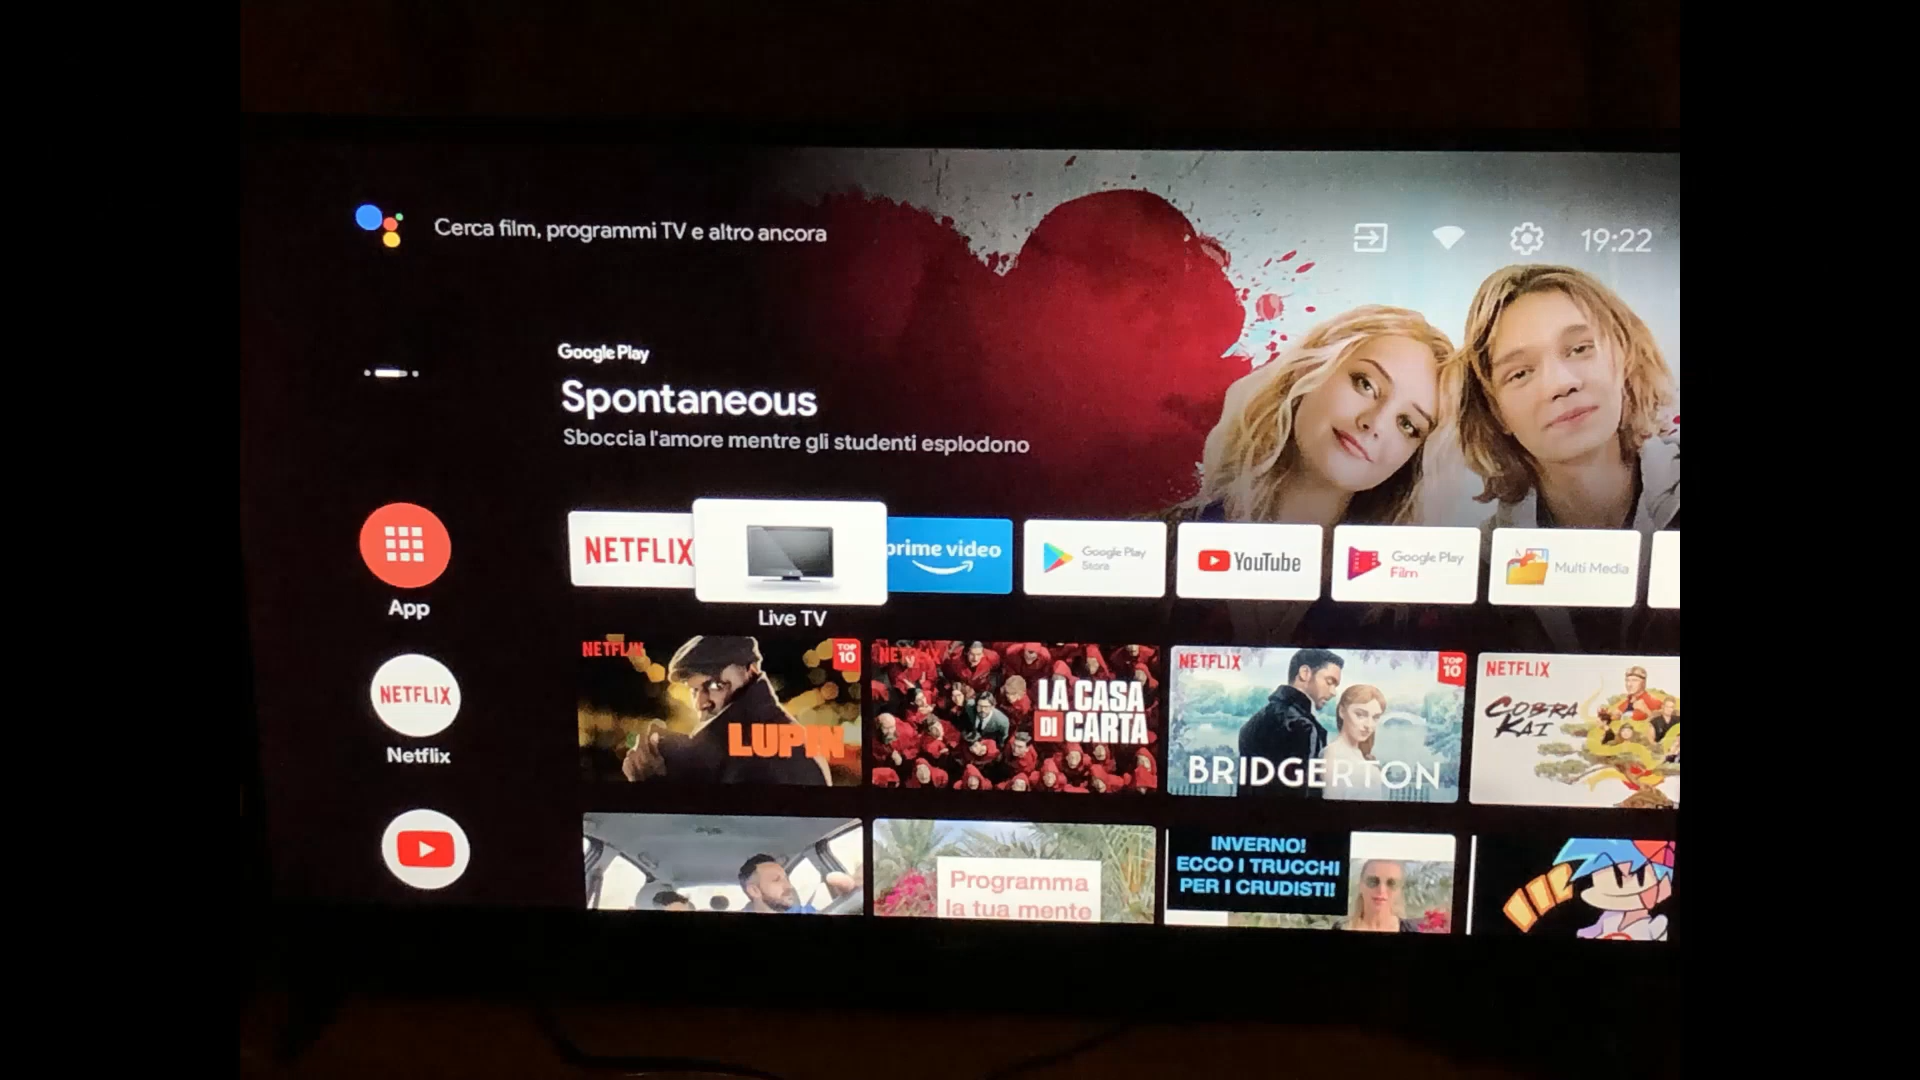 Cerca film, programmi TV e altro ancora
19:22
Google Play
Spontaneous
Sboccia l'amore mentre gli studenti esplodono
NETFLIX
prime video
Google Play
Store
YouTube
Google Play
Film
Multi Media
Live TV
App
NETFLIX
TOP
10
LUPIN
NETFLIX
LA CASA
DI CARTA
NETFLIX
TOP
10
BRIDGERTON
NETFLIX
COBRA
KAI
NETFLIX
Netflix
Programma
la tua mente
INVERNO!
ECCO I TRUCCHI
PER I CRUDISTI!